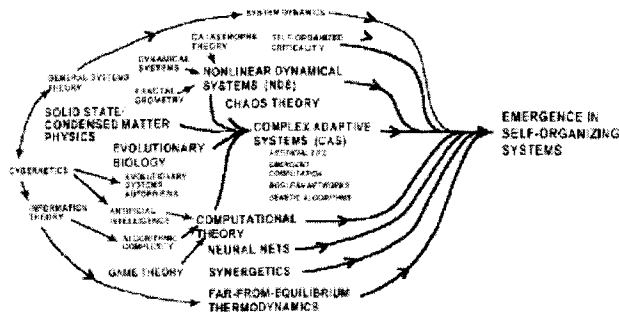 SYSTEM DYNAMICS
CATASTROPHE
THEORY
SELF-ORGANIZED
CRITICALITY
DYNAMICAL
SYSTEMS
GENERAL SYSTEMS
THEORY
NONLINEAR DYNAMICAL
SYSTEMS (NDS)
FRACTAL
GEOMETRY
CHAOS THEORY
SOLID STATE/
CONDENSED MATTER
PHYSICS
EMERGENCE IN
SELF-ORGANIZING
SYSTEMS
COMPLEX ADAPTIVE
SYSTEMS (CAS)
ARTIFICIAL LIFE
EMERGENT
COMPUTATION
BOOLEAN NETWORKS
GENETIC ALGORITHMS
EVOLUTIONARY
BIOLOGY
CYBERNETICS
EVOLUTIONARY
SYSTEMS
AUTOPOIESIS
INFORMATION
THEORY
ARTIFICIAL
INTELLIGENCE
COMPUTATIONAL
THEORY
ALGORITHMIC
COMPLEXITY
NEURAL NETS
GAME THEORY
SYNERGETICS
FAR-FROM-EQUILIBRIUM
THERMODYNAMICS